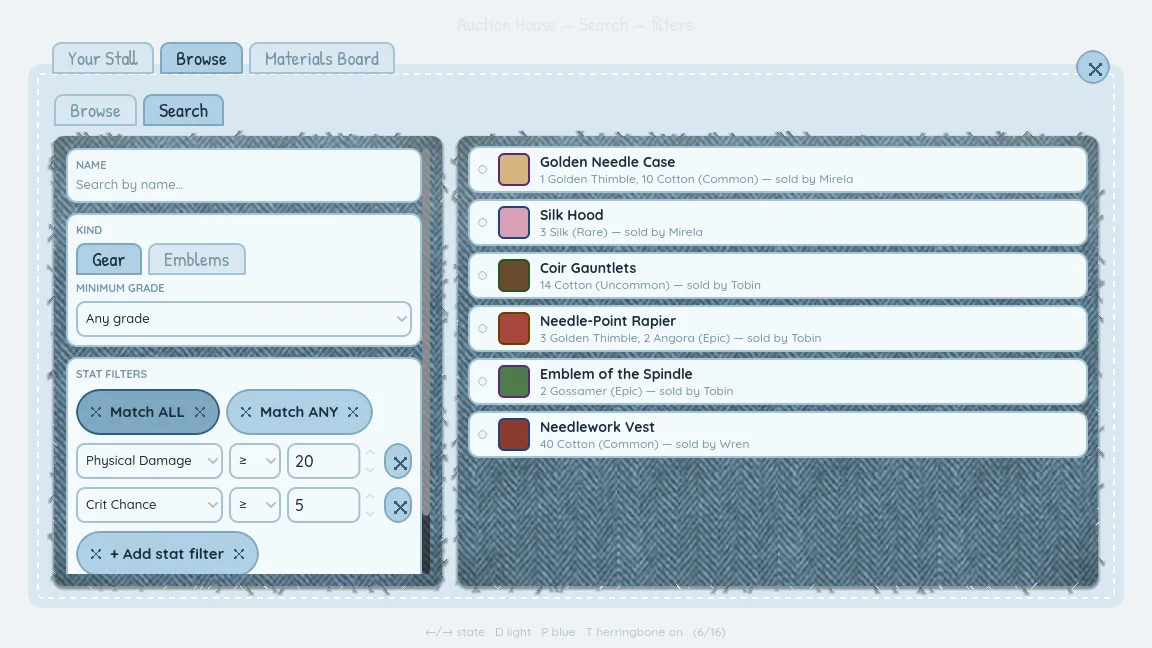 Auction House — Search — filters
Your Stall
Browse
Materials Board
Browse
Search
NAME
Search by name...
KIND
Gear
Emblems
MINIMUM GRADE
Any grade
STAT FILTERS
Match ALL
Match ANY
Physical Damage
≥
20
Crit Chance
≥
5
+ Add stat filter
Golden Needle Case
1 Golden Thimble, 10 Cotton (Common) — sold by Mirela
Silk Hood
3 Silk (Rare) — sold by Mirela
Coir Gauntlets
14 Cotton (Uncommon) — sold by Tobin
Needle-Point Rapier
3 Golden Thimble, 2 Angora (Epic) — sold by Tobin
Emblem of the Spindle
2 Gossamer (Epic) — sold by Tobin
Needlework Vest
40 Cotton (Common) — sold by Wren
←/→ state D light P blue T herringbone on (6/16)